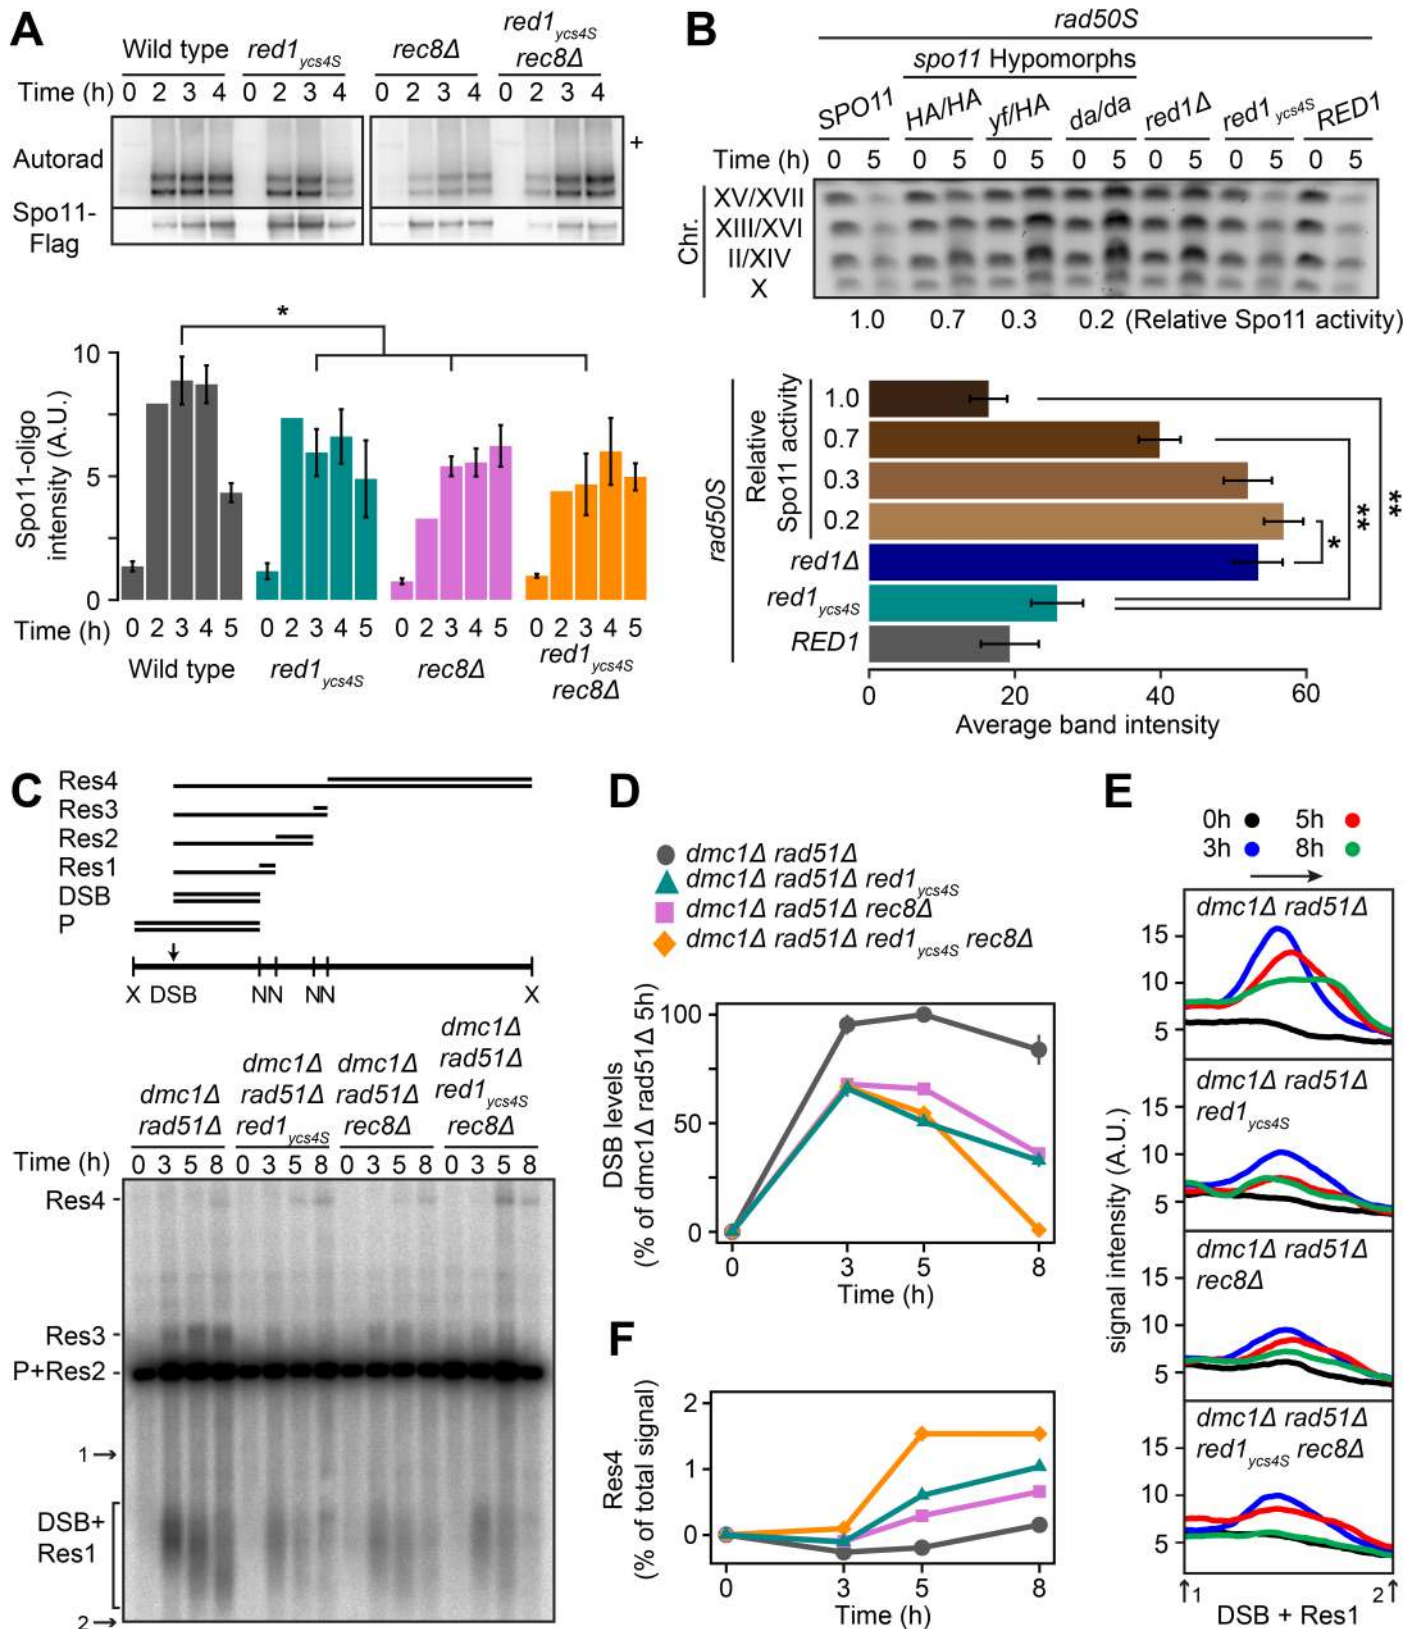 A
Wild type red1ycs4S rec8Δ red1ycs4S rec8Δ
Time (h) 0 2 3 4 0 2 3 4 0 2 3 4 0 2 3 4
Autorad
+
Spo11-
Flag
*
10
5
0
Spo11-oligo
intensity (A.U.)
Time (h) 0 2 3 4 5 0 2 3 4 5 0 2 3 4 5 0 2 3 4 5
Wild type red1ycs4S rec8Δ red1ycs4S
rec8Δ
B
rad50S
spo11 Hypomorphs
SPO11 HA/HA yf/HA da/da red1Δ red1ycs4S RED1
Time (h) 0 5 0 5 0 5 0 5 0 5 0 5 0 5
Chr.
XV/XVII
XIII/XVI
II/XIV
X
1.0 0.7 0.3 0.2 (Relative Spo11 activity)
rad50S
Relative
Spo11 activity
1.0
0.7
0.3
0.2
red1Δ
red1ycs4S
RED1
*
**
**
0 20 40 60
Average band intensity
C
Res4
Res3
Res2
Res1
DSB
P
X DSB NN NN X
dmc1Δ rad51Δ
dmc1Δ rad51Δ red1ycs4S
dmc1Δ rad51Δ rec8Δ
dmc1Δ rad51Δ red1ycs4S rec8Δ
Time (h) 0 3 5 8 0 3 5 8 0 3 5 8 0 3 5 8
Res4 -
Res3 -
P+Res2 -
1→
DSB+
Res1
2→
D
dmc1Δ rad51Δ
dmc1Δ rad51Δ red1ycs4S
dmc1Δ rad51Δ rec8Δ
dmc1Δ rad51Δ red1ycs4S rec8Δ
DSB levels
(% of dmc1Δ rad51Δ 5h)
100
50
0
0 3 5 8
Time (h)
F
Res4
(% of total signal)
2
1
0
0 3 5 8
Time (h)
E
0h 5h
3h 8h
signal intensity (A.U.)
dmc1Δ rad51Δ
15
10
5
dmc1Δ rad51Δ
red1ycs4S
15
10
5
dmc1Δ rad51Δ
rec8Δ
15
10
5
dmc1Δ rad51Δ
red1ycs4S rec8Δ
15
10
5
↑1 2↑
DSB + Res1